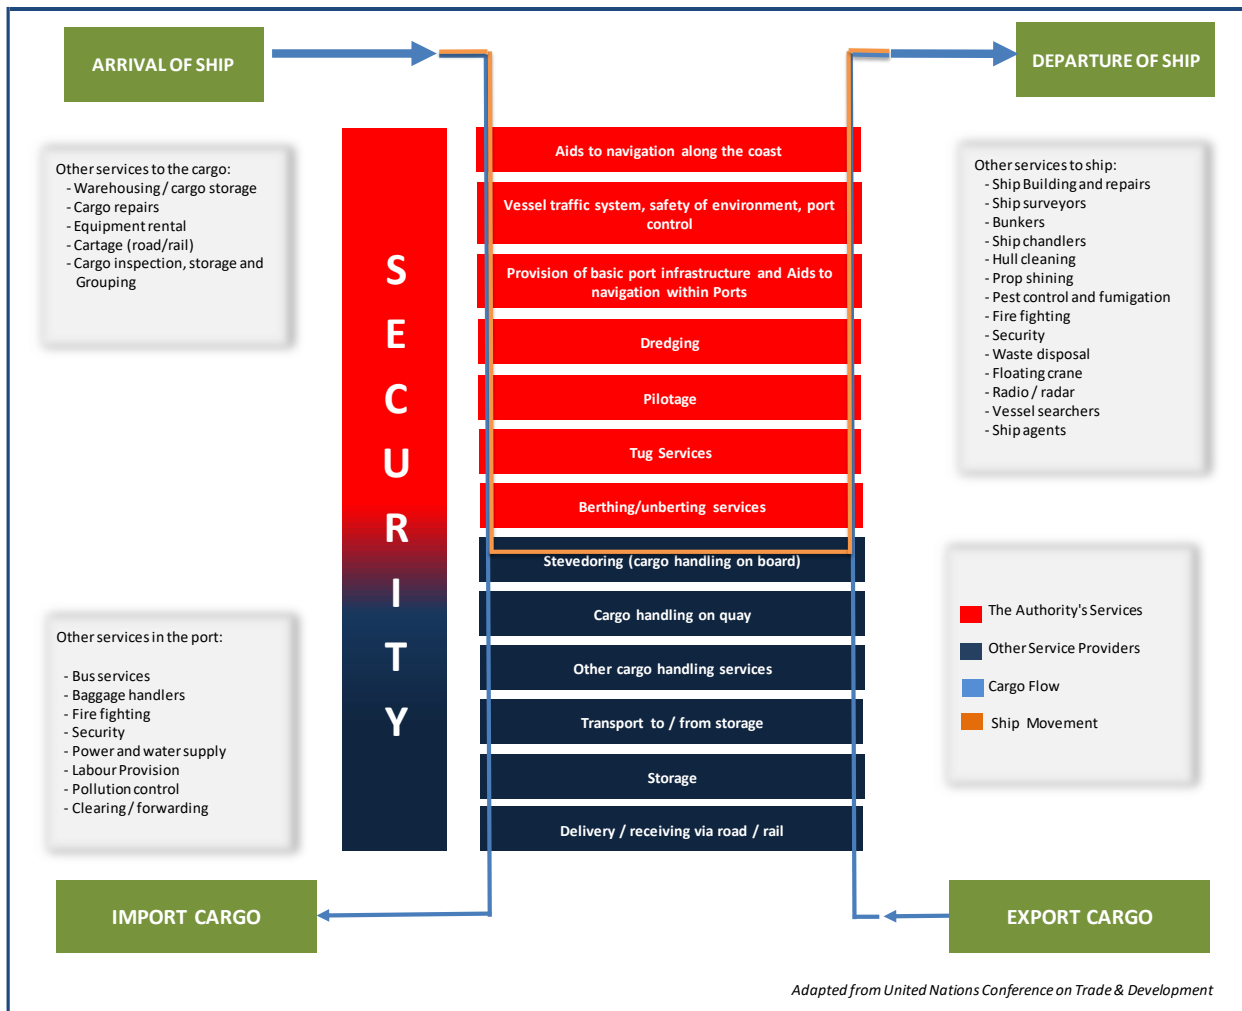 ARRIVAL OF SHIP
DEPARTURE OF SHIP
Other services to the cargo:
- Warehousing / cargo storage
- Cargo repairs
- Equipment rental
- Cartage (road/rail)
- Cargo inspection, storage and
Grouping
S
E
C
U
R
I
T
Y
Aids to navigation along the coast
Vessel traffic system, safety of environment, port
control
Provision of basic port infrastructure and Aids to
navigation within Ports
Dredging
Pilotage
Tug Services
Berthing/unberting services
Stevedoring (cargo handling on board)
Cargo handling on quay
Other cargo handling services
Transport to / from storage
Storage
Delivery / receiving via road / rail
Other services to ship:
- Ship Building and repairs
- Ship surveyors
- Bunkers
- Ship chandlers
- Hull cleaning
- Prop shining
- Pest control and fumigation
- Fire fighting
- Security
- Waste disposal
- Floating crane
- Radio / radar
- Vessel searchers
- Ship agents
Other services in the port:
- Bus services
- Baggage handlers
- Fire fighting
- Security
- Power and water supply
- Labour Provision
- Pollution control
- Clearing / forwarding
The Authority's Services
Other Service Providers
Cargo Flow
Ship Movement
IMPORT CARGO
EXPORT CARGO
Adapted from United Nations Conference on Trade & Development